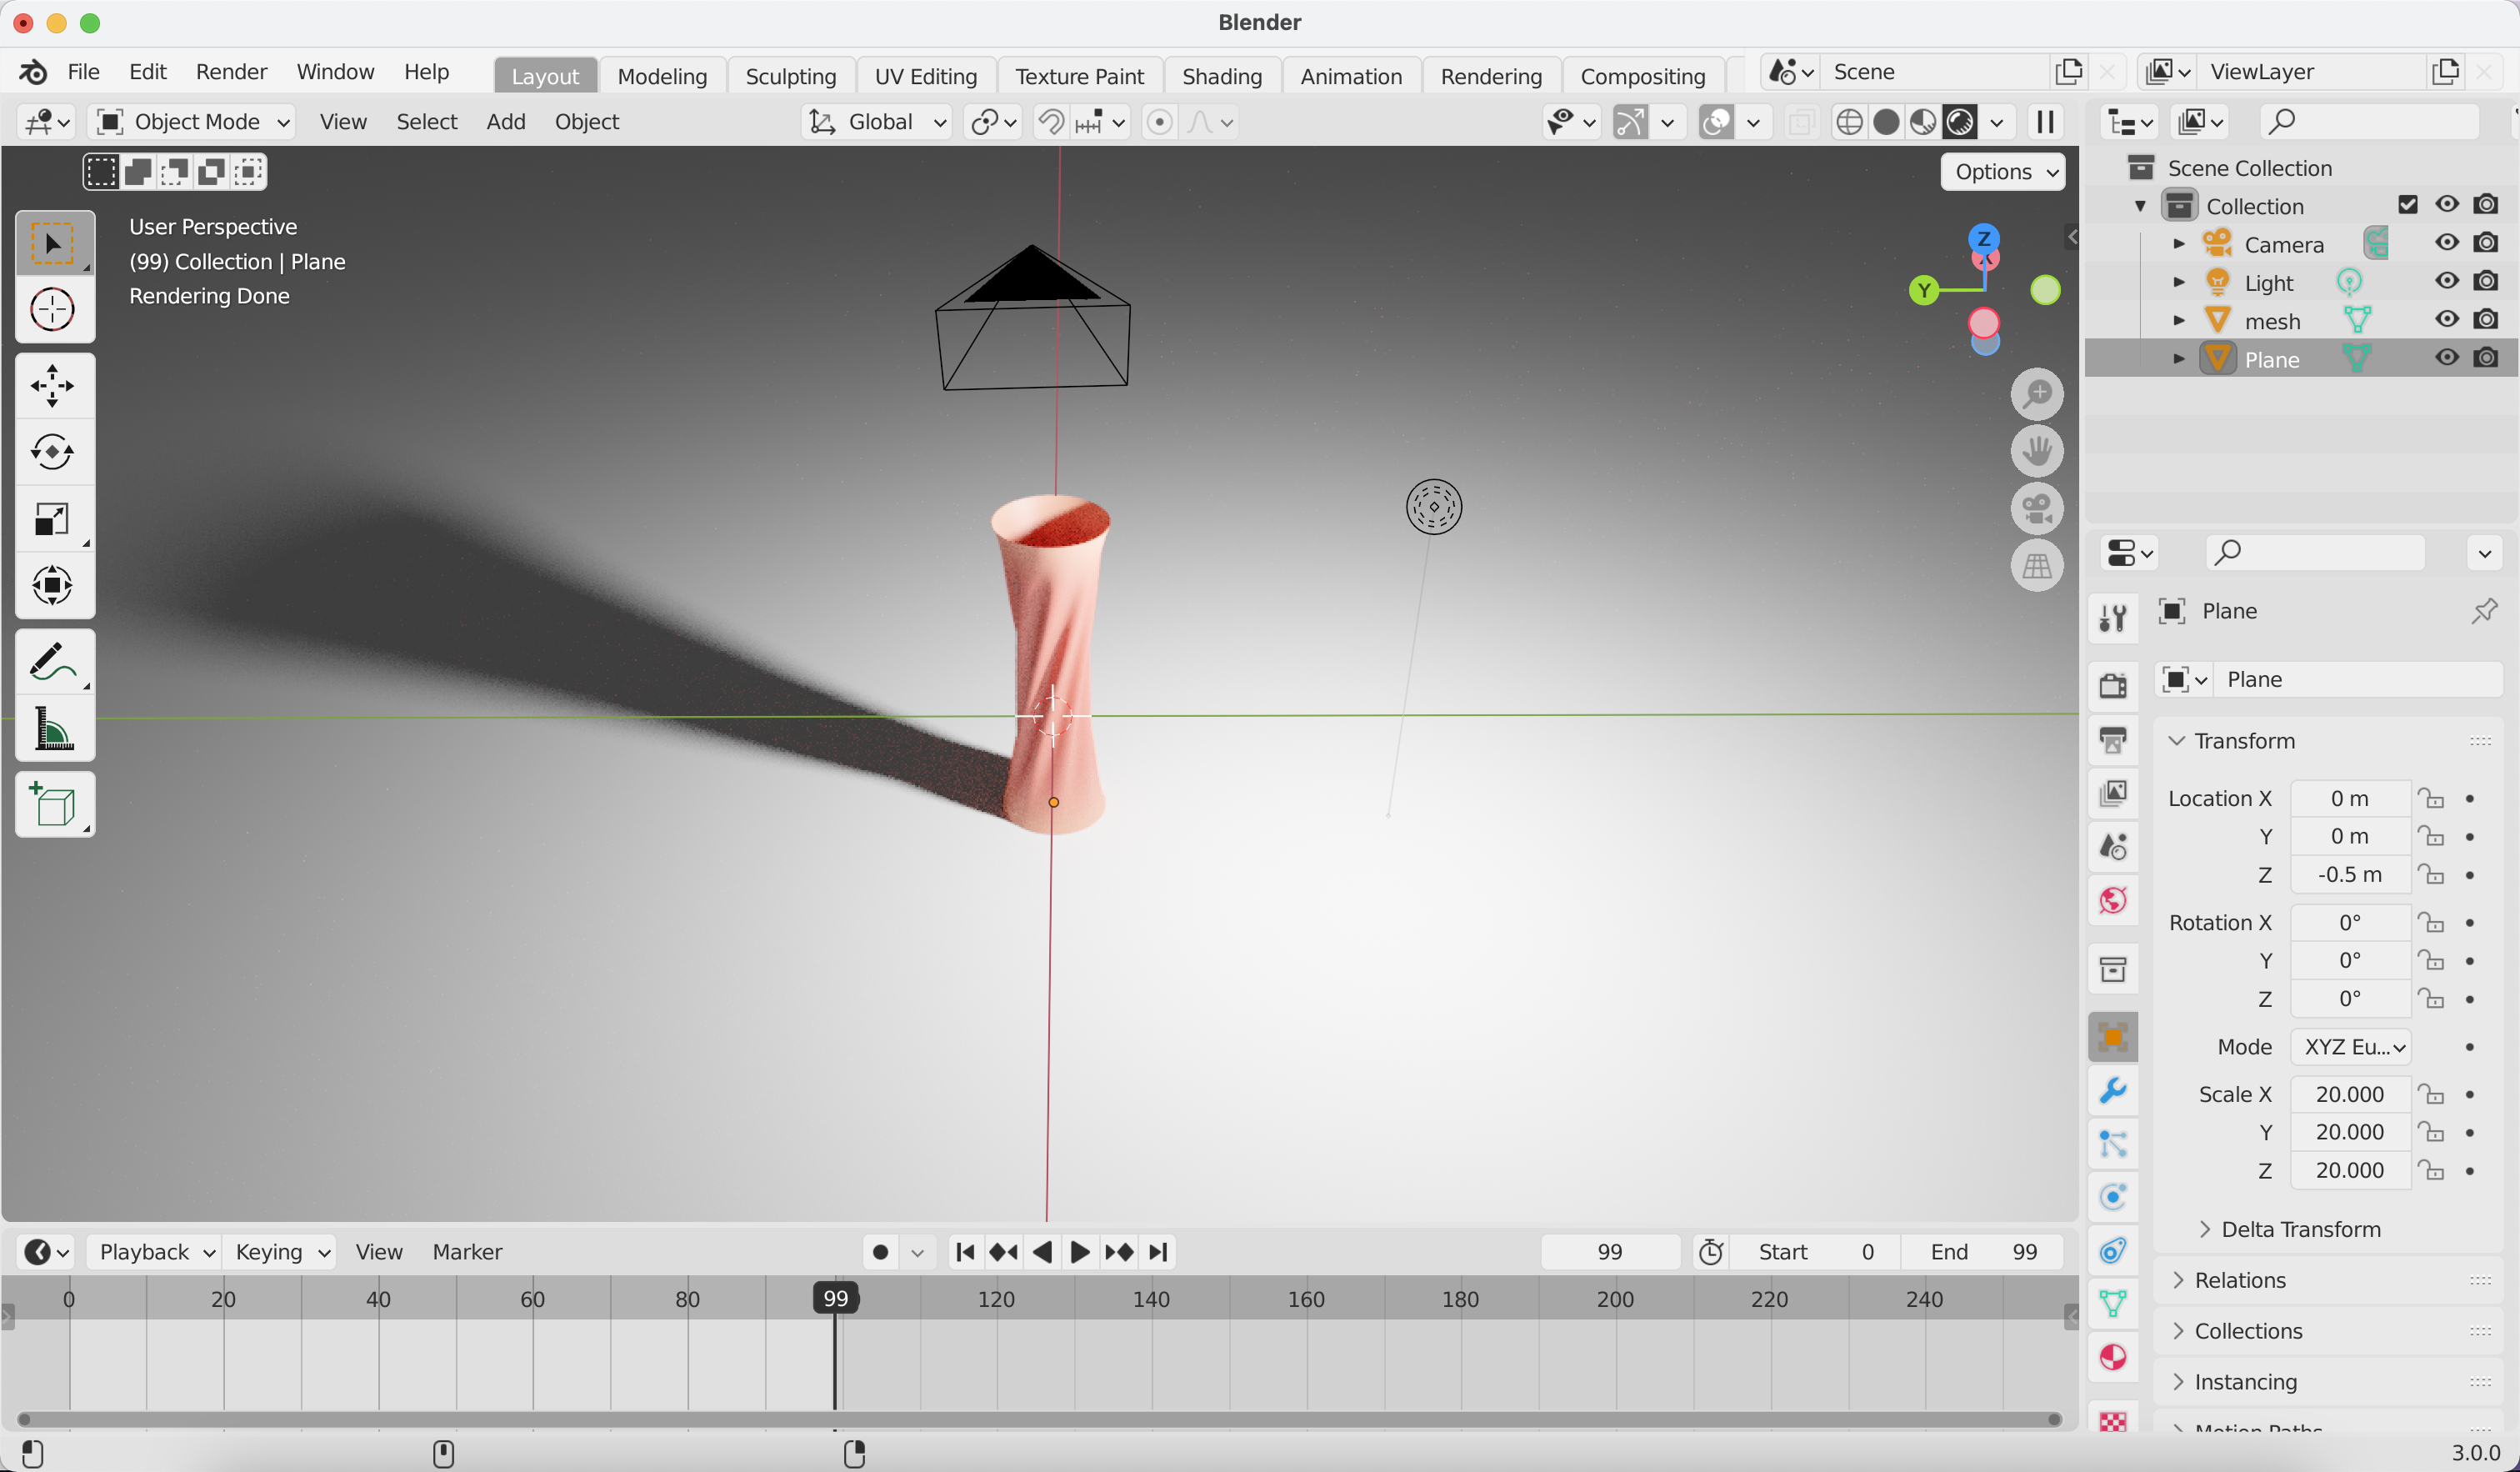 Blender
File Edit Render Window Help Layout Modeling Sculpting UV Editing Texture Paint Shading Animation Rendering Compositing Scene ViewLayer
Object Mode View Select Add Object Global
Options
User Perspective
(99) Collection | Plane
Rendering Done
Z
X
Y
Scene Collection
Collection
Camera
Light
mesh
Plane
Plane
Plane
Transform
Location X 0 m
Y 0 m
Z -0.5 m
Rotation X 0°
Y 0°
Z 0°
Mode XYZ Eu...
Scale X 20.000
Y 20.000
Z 20.000
Delta Transform
Relations
Collections
Instancing
Motion Paths
Playback Keying View Marker 99 Start 0 End 99
0 20 40 60 80 99 120 140 160 180 200 220 240
3.0.0